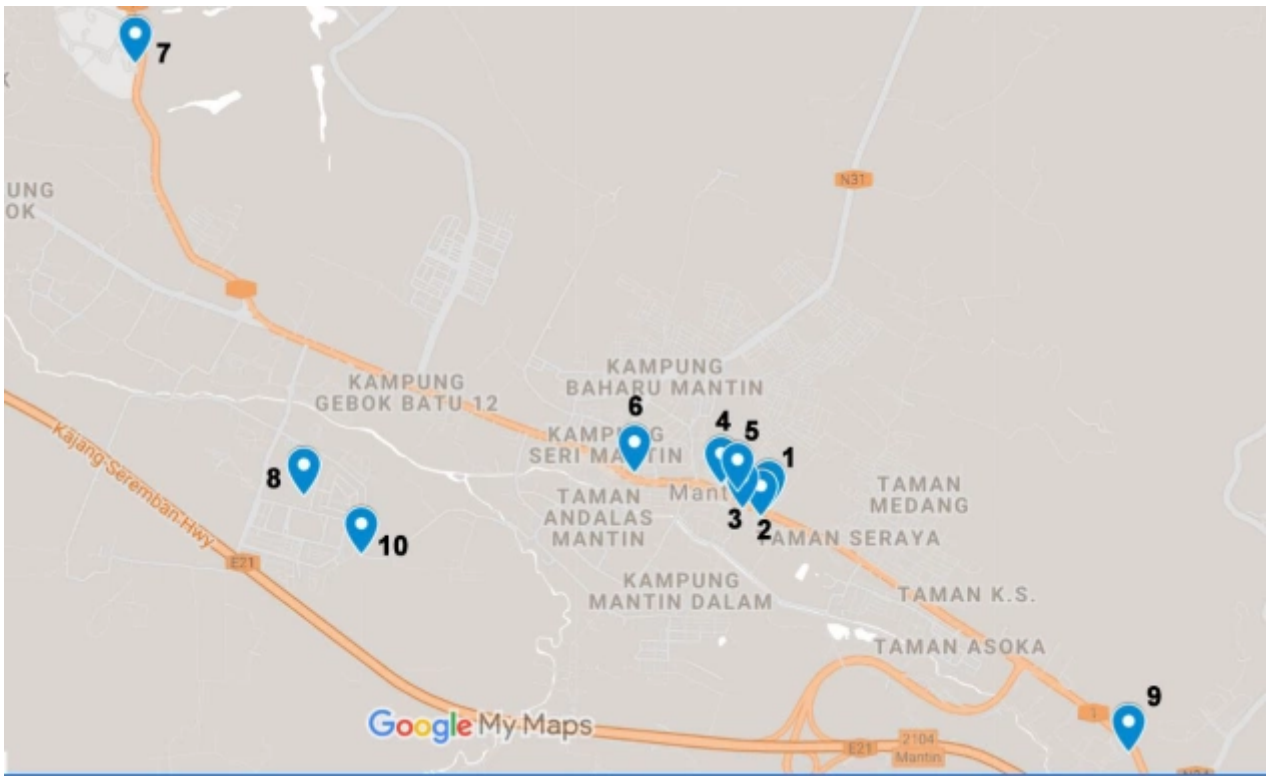 7
UNG
OK
N31
KAMPUNG
BAHARU MANTIN
KAMPUNG
GEBOK BATU 12
6
4
5
KAMPUNG
SERI MANTIN
1
8
TAMAN
MEDANG
Mant
TAMAN
ANDALAS
MANTIN
3
2
TAMAN SERAYA
10
Kajang-Seremban Hwy
E21
KAMPUNG
MANTIN DALAM
TAMAN K.S.
TAMAN ASOKA
9
1
Google My Maps
E21
2104
Mantin